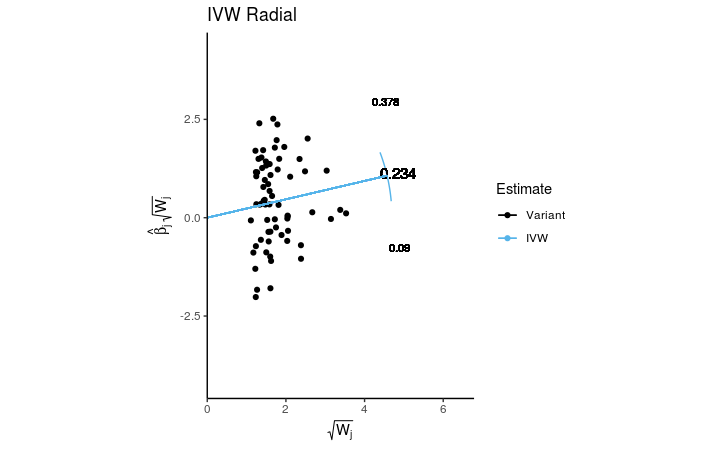 IVW Radial
0.378
2.5
0.234
Estimate
Variant
β̂j√Wj
0.0
IVW
0.09
-2.5
0
2
4
6
√Wj